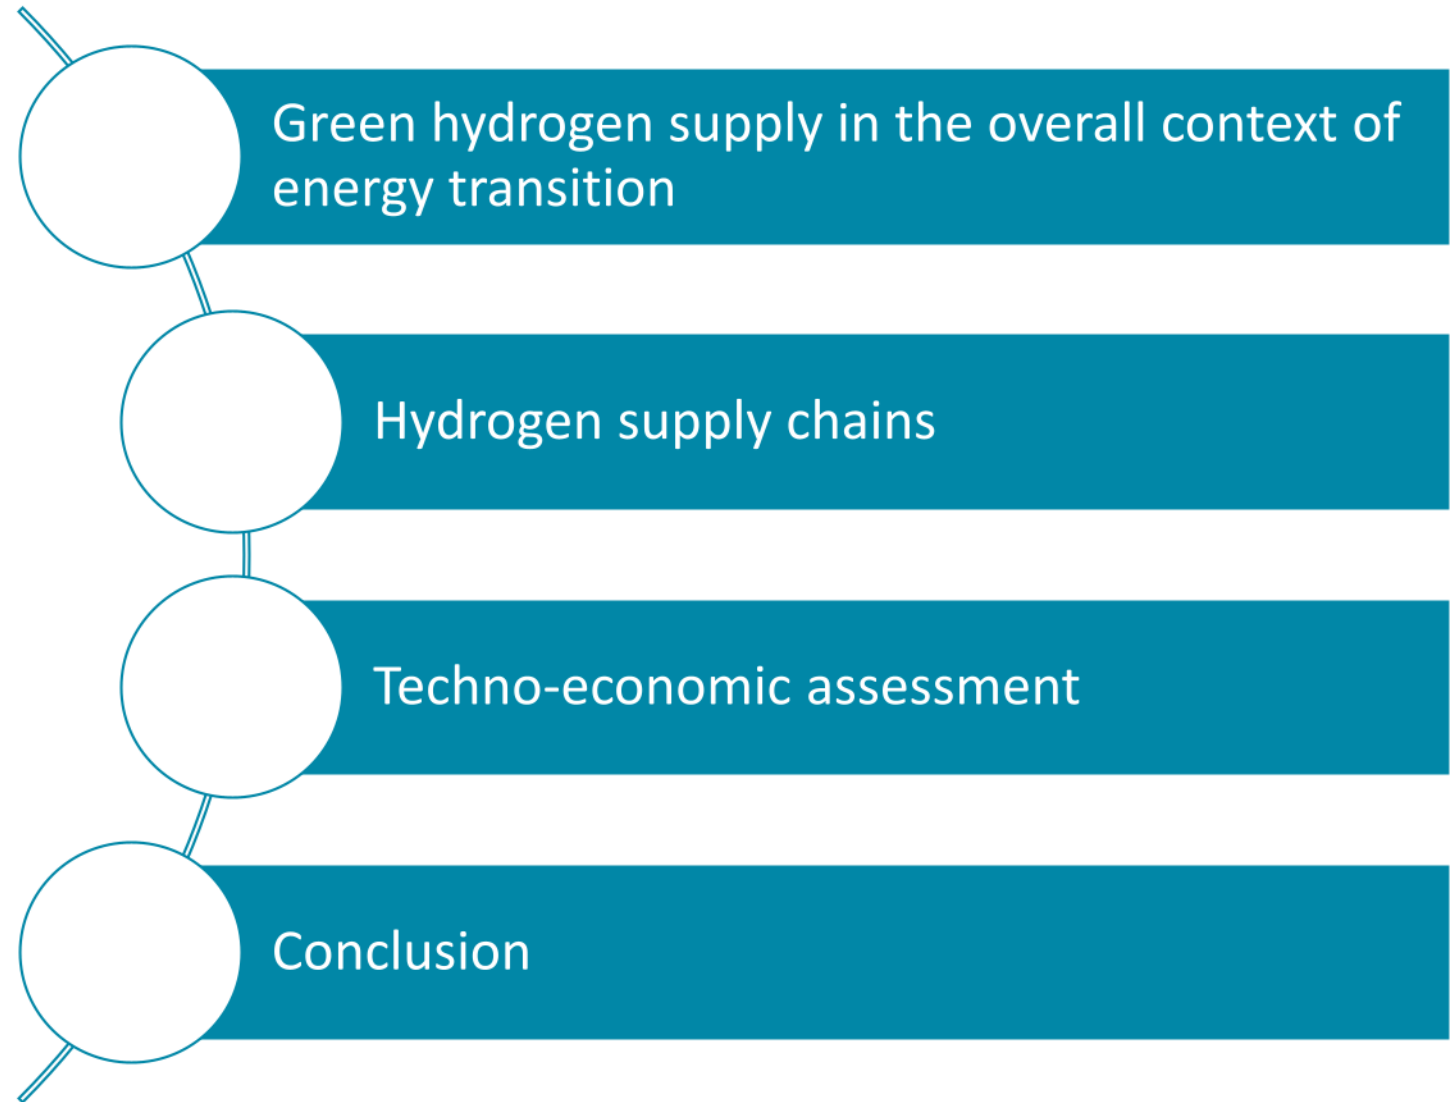 Green hydrogen supply in the overall context of
energy transition
Hydrogen supply chains
Techno-economic assessment
Conclusion